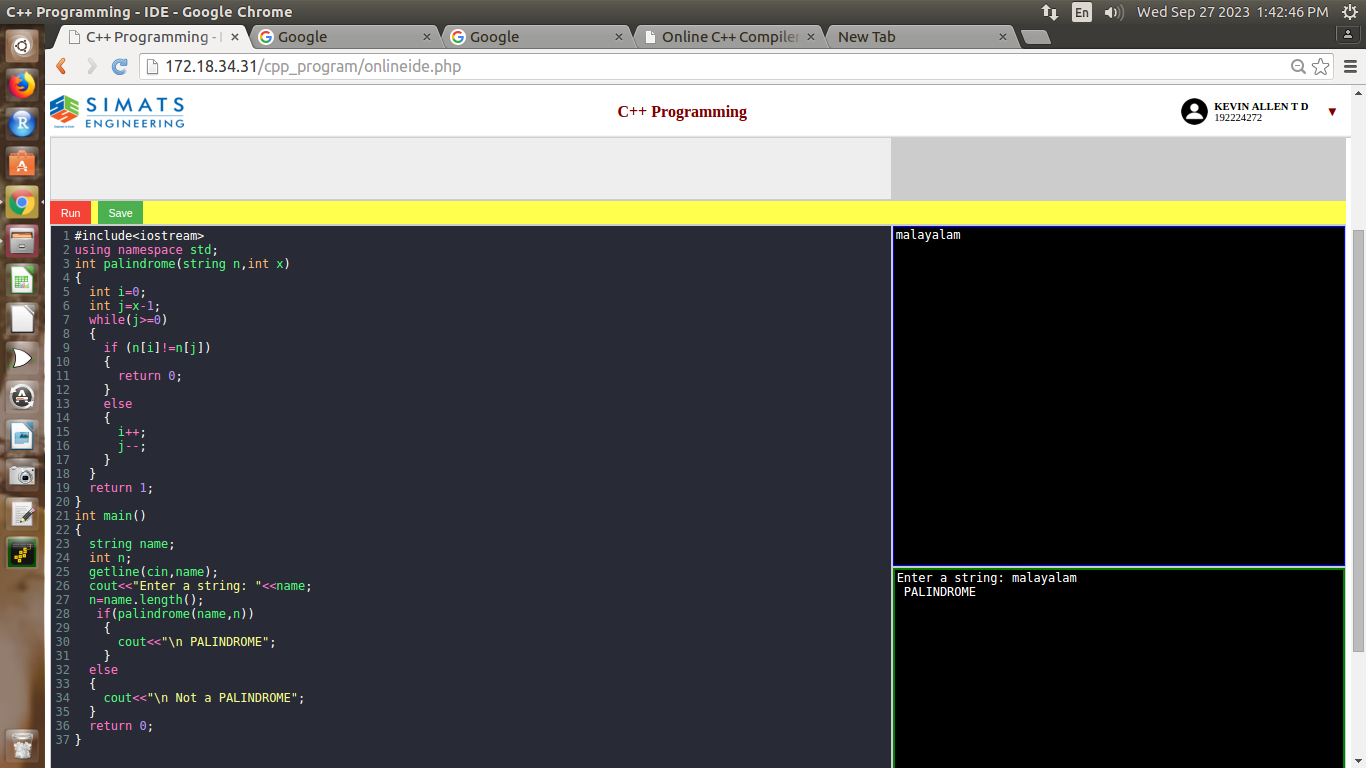 C++ Programming - IDE - Google Chrome
En
Wed Sep 27 2023 1:42:46 PM
C++ Programming - I
Google
Google
Online C++ Compiler
New Tab
172.18.34.31/cpp_program/onlineide.php
SIMATS
ENGINEERING
C++ Programming
KEVIN ALLEN T D
192224272
Run
Save
1 #include<iostream>
2 using namespace std;
3 int palindrome(string n,int x)
4 {
5   int i=0;
6   int j=x-1;
7   while(j>=0)
8   {
9     if (n[i]!=n[j])
10     {
11       return 0;
12     }
13     else
14     {
15       i++;
16       j--;
17     }
18   }
19   return 1;
20 }
21 int main()
22 {
23   string name;
24   int n;
25   getline(cin,name);
26   cout<<"Enter a string: "<<name;
27   n=name.length();
28    if(palindrome(name,n))
29     {
30       cout<<"\n PALINDROME";
31     }
32   else
33   {
34     cout<<"\n Not a PALINDROME";
35   }
36   return 0;
37 }
malayalam
Enter a string: malayalam
 PALINDROME